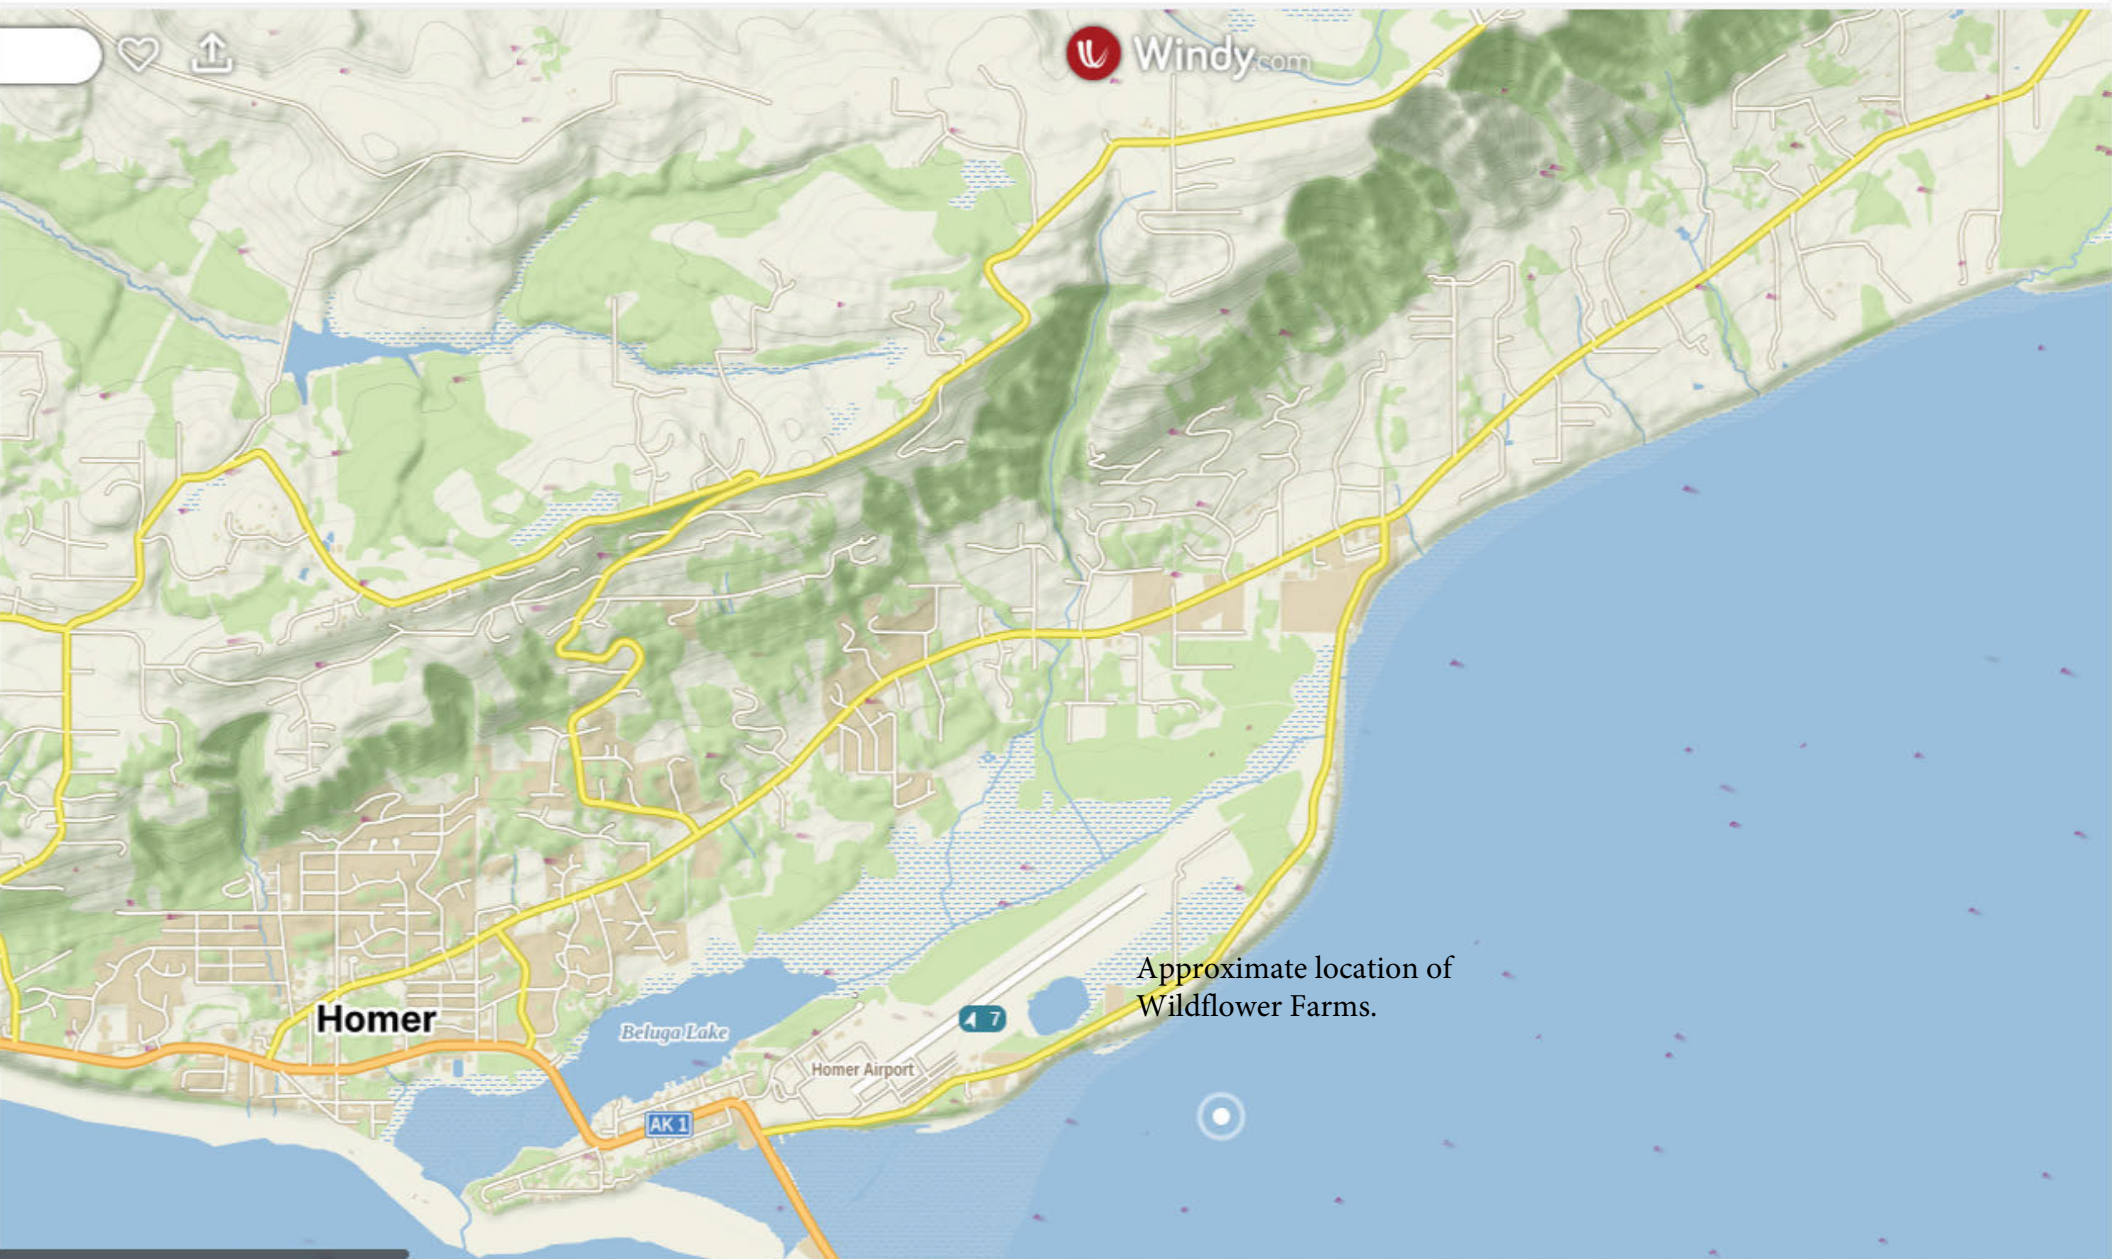 Windy.com
Approximate location of
Wildflower Farms.
Homer
7
Beluga Lake
Homer Airport
AK 1